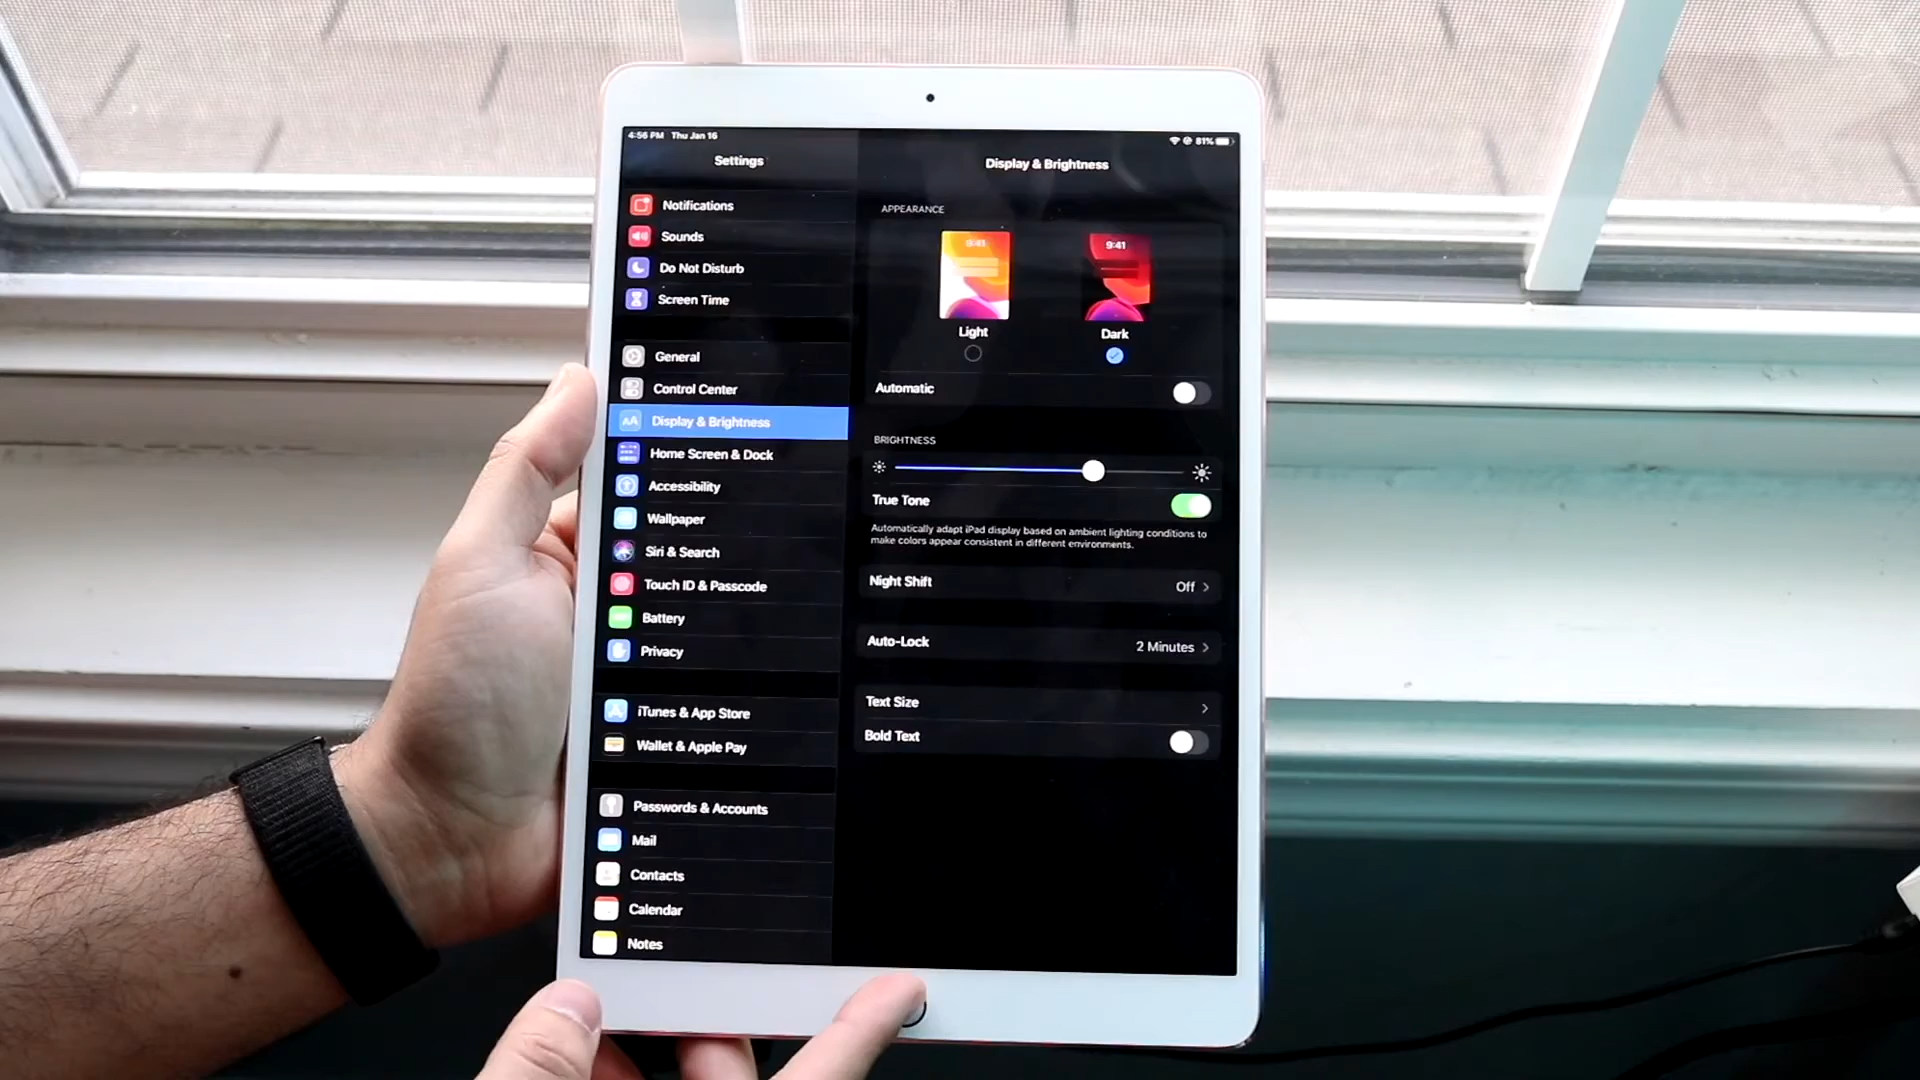 4:56 PM Thu Jan 16
81%
Settings
Notifications
Sounds
Do Not Disturb
Screen Time
General
Control Center
AA
Display & Brightness
Home Screen & Dock
Accessibility
Wallpaper
Siri & Search
Touch ID & Passcode
Battery
Privacy
iTunes & App Store
Wallet & Apple Pay
Passwords & Accounts
Mail
Contacts
Calendar
Notes
Display & Brightness
APPEARANCE
9:41
9:41
Light
Dark
Automatic
BRIGHTNESS
True Tone
Automatically adapt iPad display based on ambient lighting conditions to
make colors appear consistent in different environments.
Night Shift
Off
Auto-Lock
2 Minutes
Text Size
Bold Text